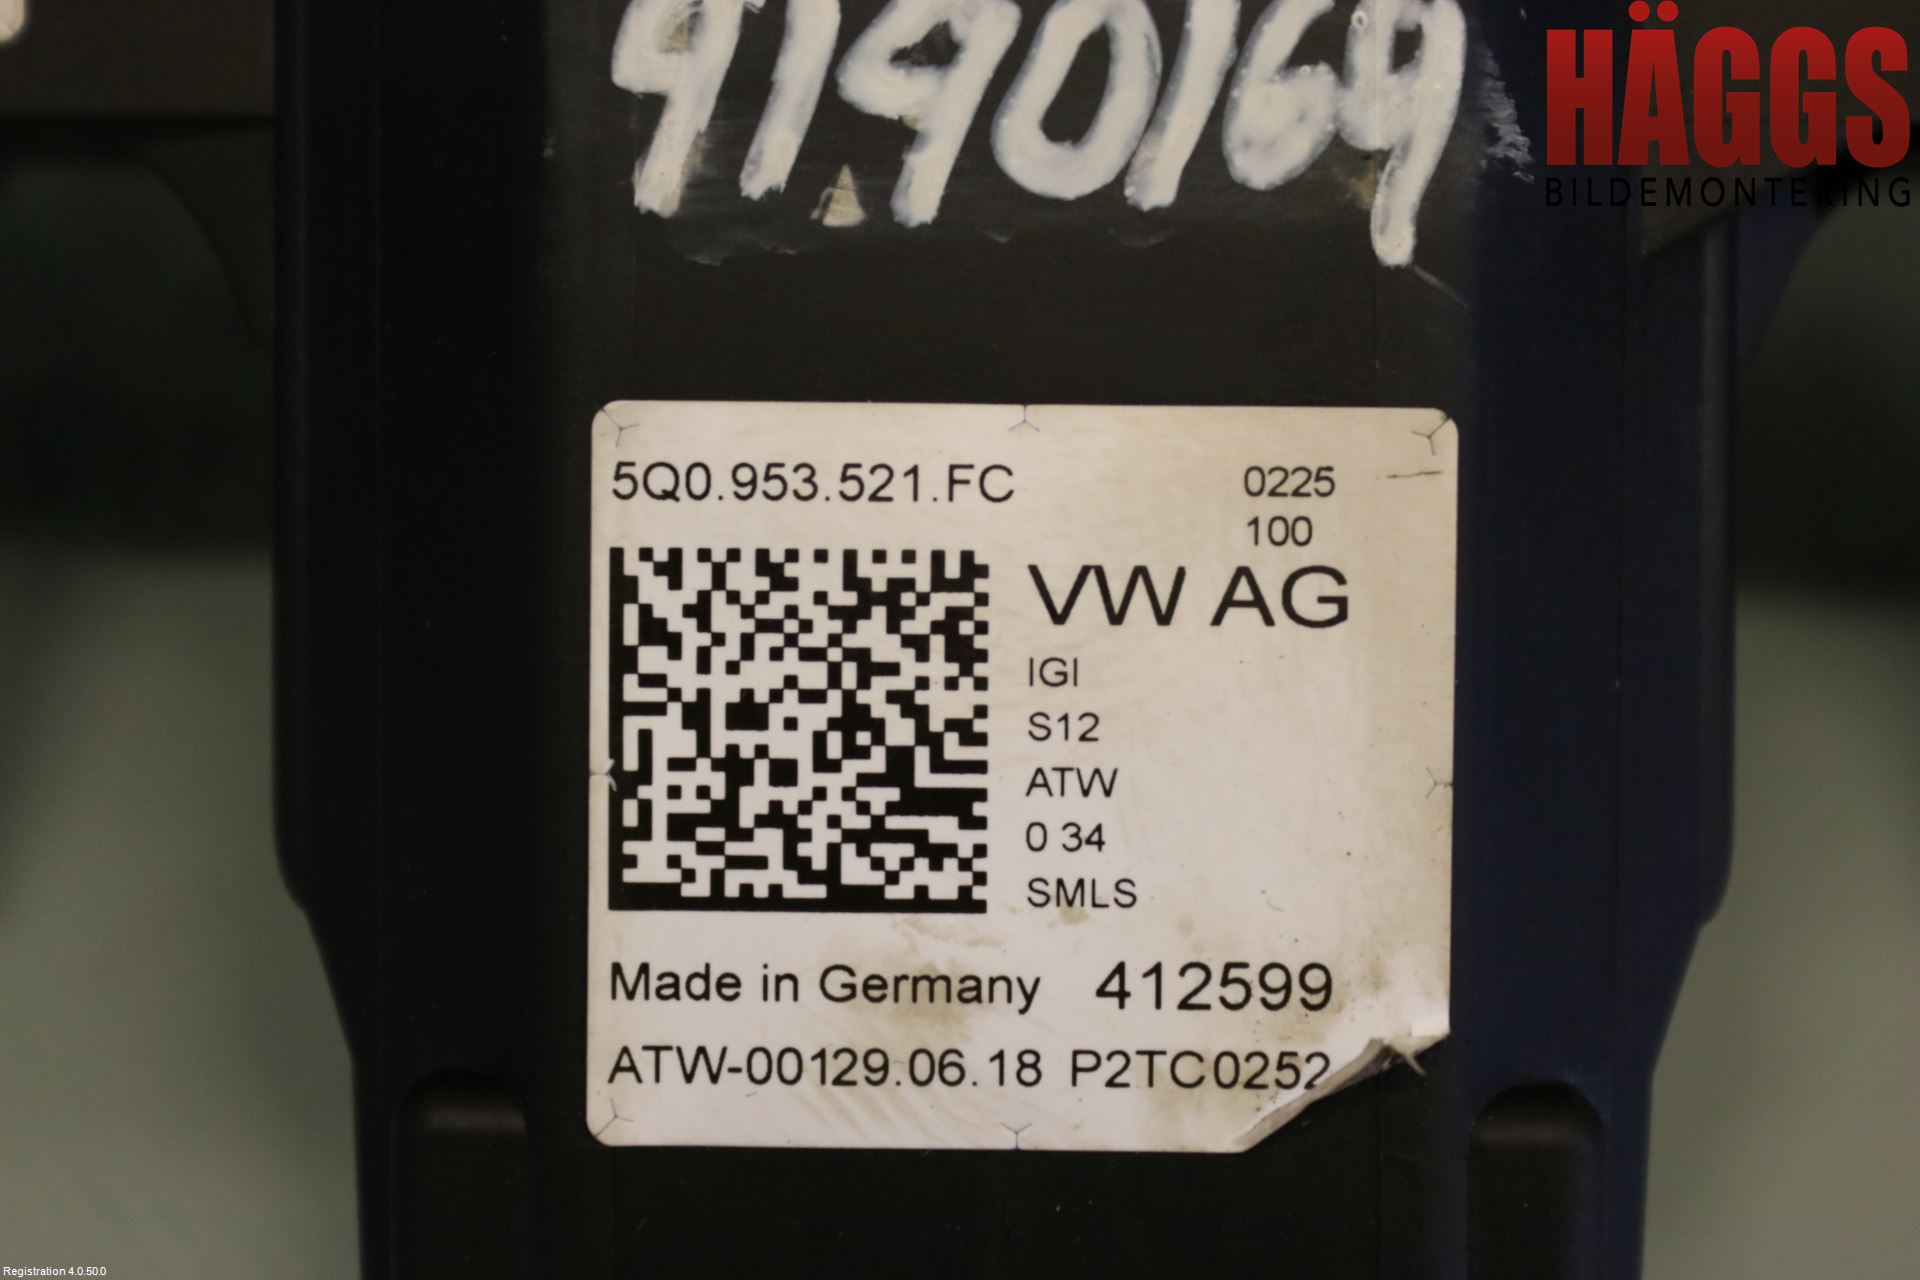 9190169
HÄGGS
BILDEMONTERING
5Q0.953.521.FC
0225
100
VW AG
IGI
S12
ATW
0 34
SMLS
Made in Germany 412599
ATW-00129.06.18 P2TC0252
Registration 4.0.50.0